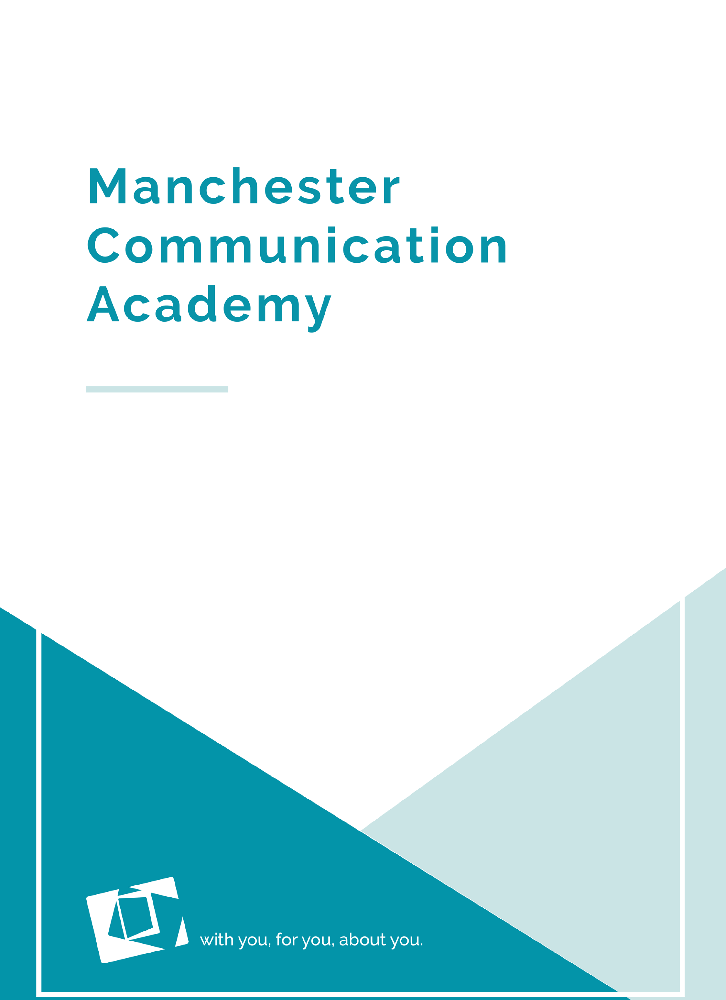 Manchester
Communication
Academy
with you, for you, about you.